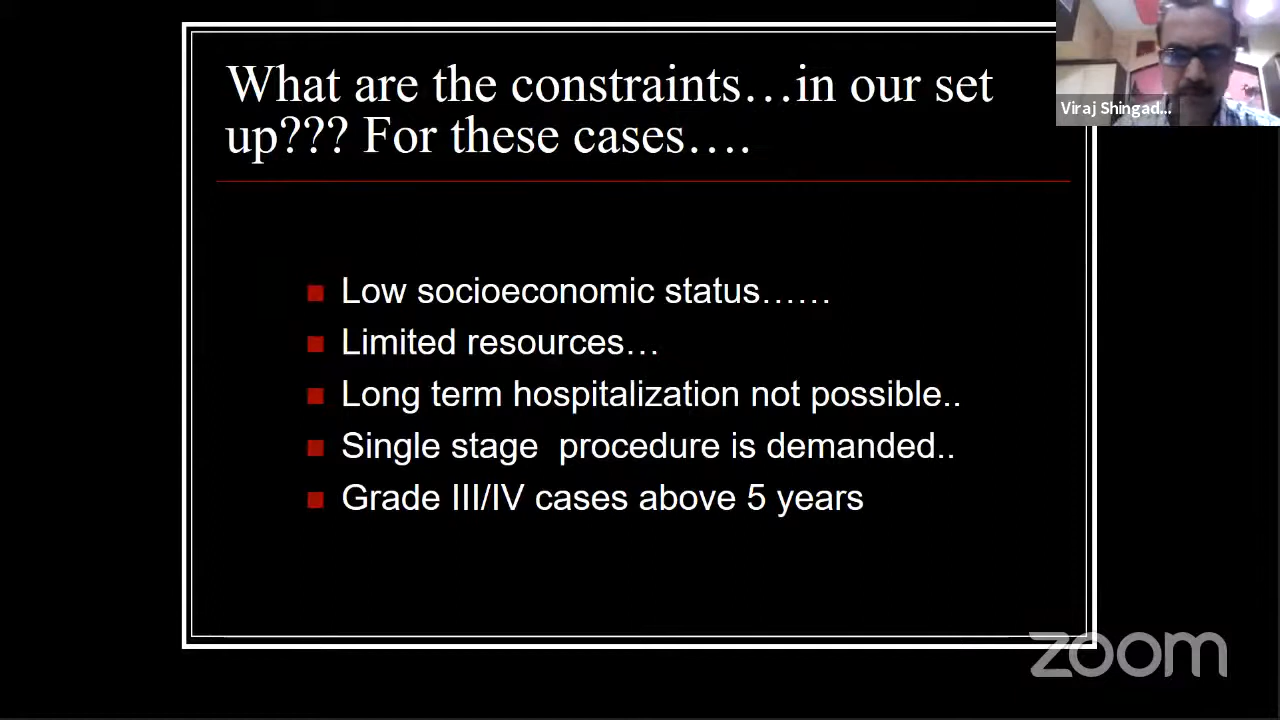 What are the constraints…in our set
up??? For these cases….
Viraj Shingad...
Low socioeconomic status……
Limited resources…
Long term hospitalization not possible..
Single stage  procedure is demanded..
Grade III/IV cases above 5 years
zoom